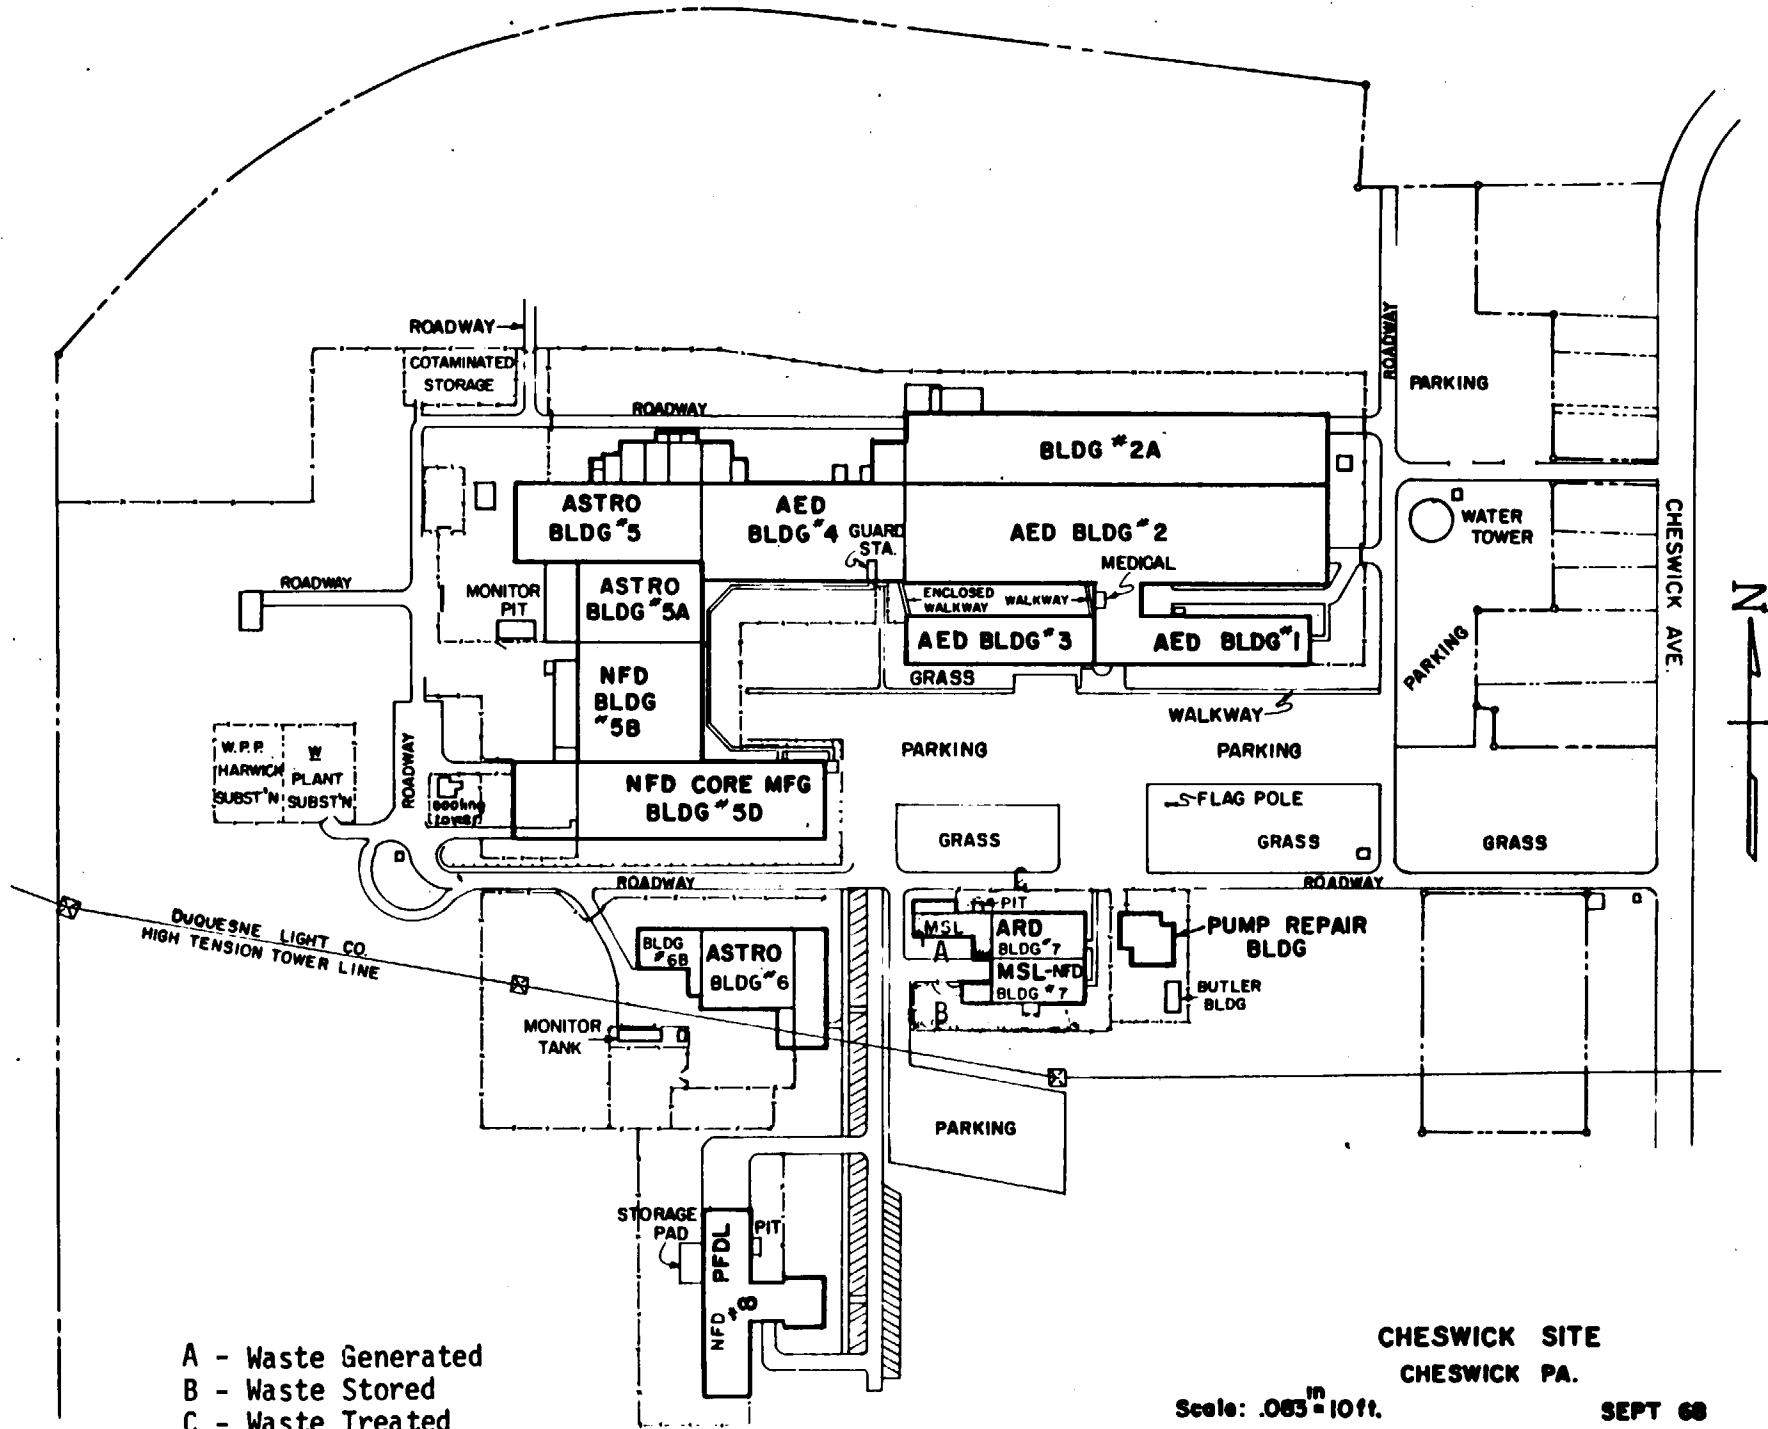 ROADWAY
COTAMINATED
STORAGE
ROADWAY
ROADWAY
PARKING
BLDG #2A
ASTRO
BLDG #5
AED
BLDG #4
GUARD
STA.
AED BLDG #2
MEDICAL
WATER
TOWER
CHESWICK AVE.
ROADWAY
MONITOR
PIT
ASTRO
BLDG #5A
ENCLOSED
WALKWAY
WALKWAY
AED BLDG #3
AED BLDG #1
N
GRASS
PARKING
NFD
BLDG
#5B
WALKWAY
W.P.P.
HARWICK
SUBST'N
W
PLANT
SUBST'N
ROADWAY
PARKING
PARKING
cooling
tower
NFD CORE MFG
BLDG #5D
FLAG POLE
GRASS
GRASS
GRASS
ROADWAY
ROADWAY
DUQUESNE LIGHT CO.
HIGH TENSION TOWER LINE
BLDG
#6B
ASTRO
BLDG #6
PIT
MSL
A
ARD
BLDG #7
MSL-NFD
BLDG #7
B
PUMP REPAIR
BLDG
BUTLER
BLDG
MONITOR
TANK
PARKING
STORAGE
PAD
PIT
PFDL
NFD #8
A - Waste Generated
B - Waste Stored
C - Waste Treated
CHESWICK SITE
CHESWICK PA.
Scale: .083 in = 10 ft.
SEPT 68